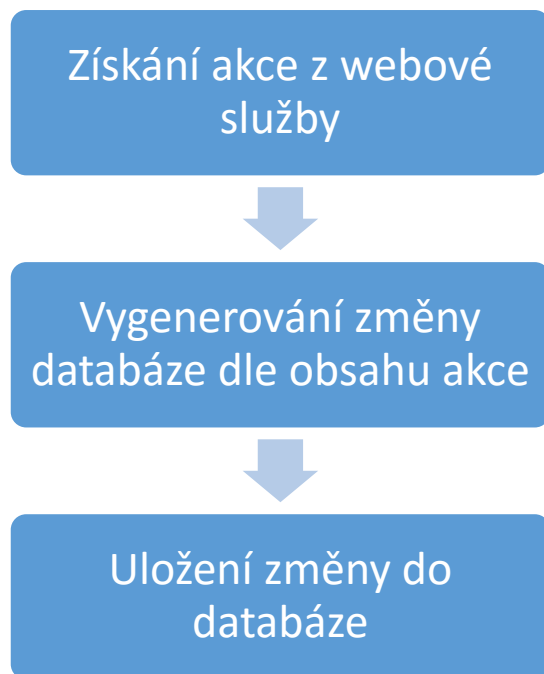 Získání akce z webové
služby
Vygenerování změny
databáze dle obsahu akce
Uložení změny do
databáze